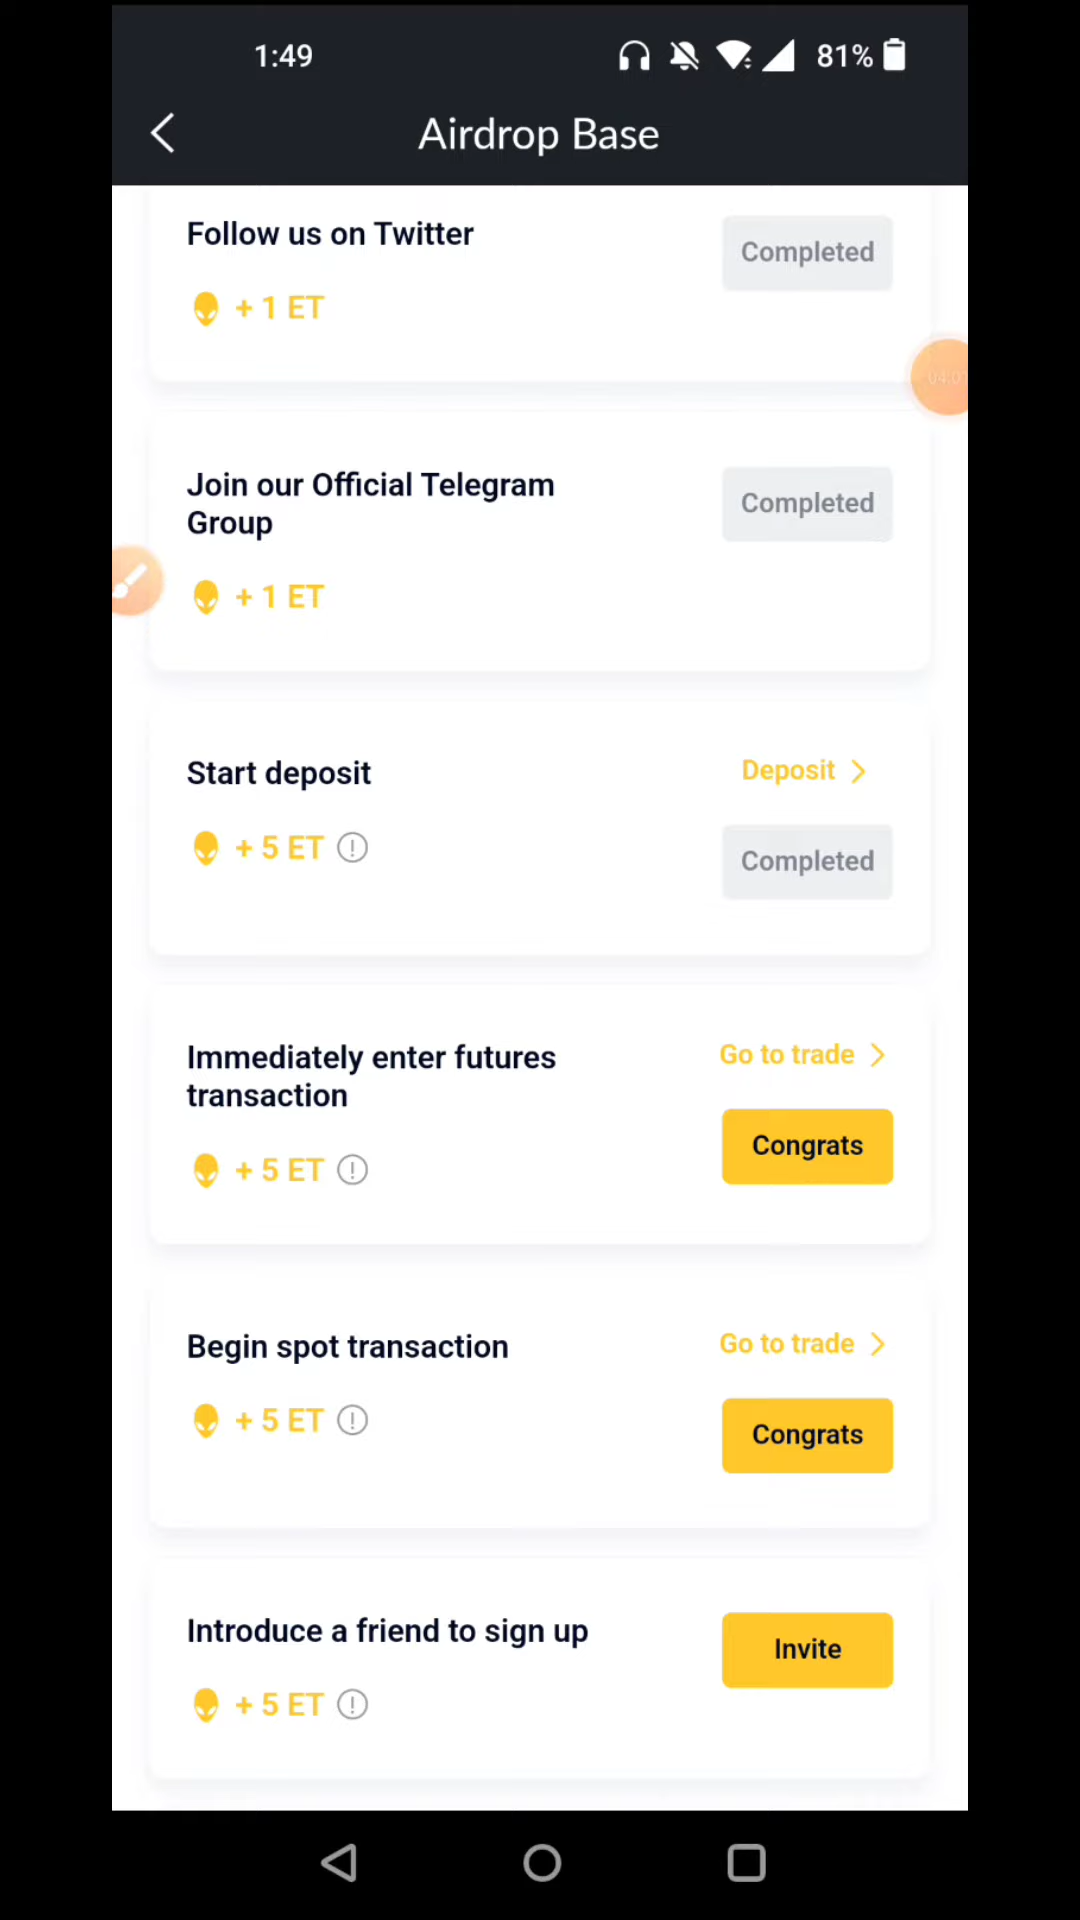 1:49
81%
Airdrop Base
Follow us on Twitter
Completed
+ 1 ET
04:0
Join our Official Telegram
Group
Completed
+ 1 ET
Start deposit
Deposit
+ 5 ET
Completed
Immediately enter futures
transaction
Go to trade
Congrats
+ 5 ET
Begin spot transaction
Go to trade
+ 5 ET
Congrats
Introduce a friend to sign up
Invite
+ 5 ET